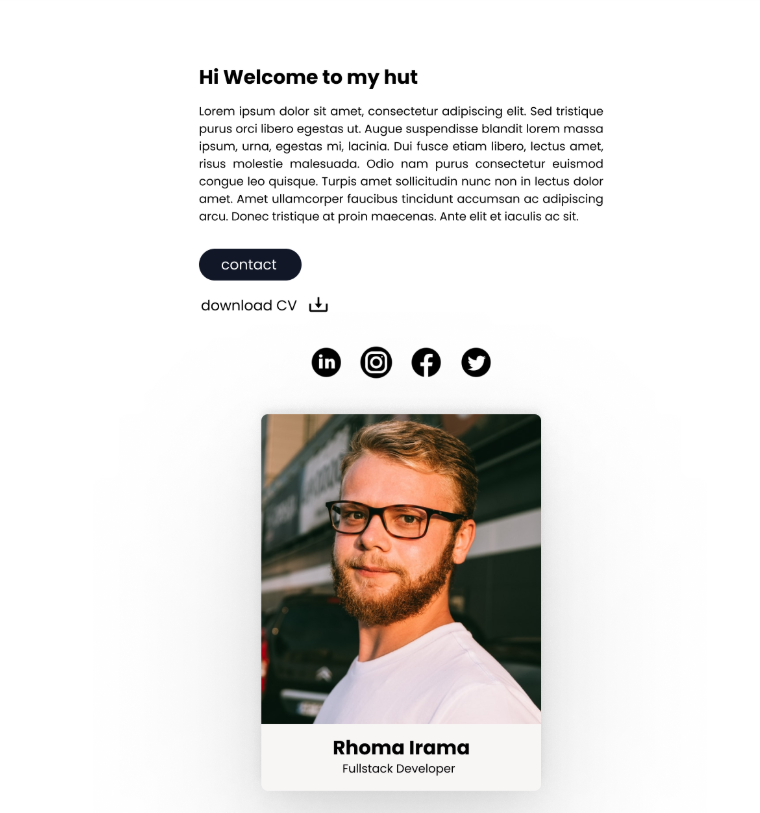 Hi Welcome to my hut
Lorem ipsum dolor sit amet, consectetur adipiscing elit. Sed tristique
purus orci libero egestas ut. Augue suspendisse blandit lorem massa
ipsum, urna, egestas mi, lacinia. Dui fusce etiam libero, lectus amet,
risus molestie malesuada. Odio nam purus consectetur euismod
congue leo quisque. Turpis amet sollicitudin nunc non in lectus dolor
amet. Amet ullamcorper faucibus tincidunt accumsan ac adipiscing
arcu. Donec tristique at proin maecenas. Ante elit et iaculis ac sit.
contact
download CV
in
Rhoma Irama
Fullstack Developer